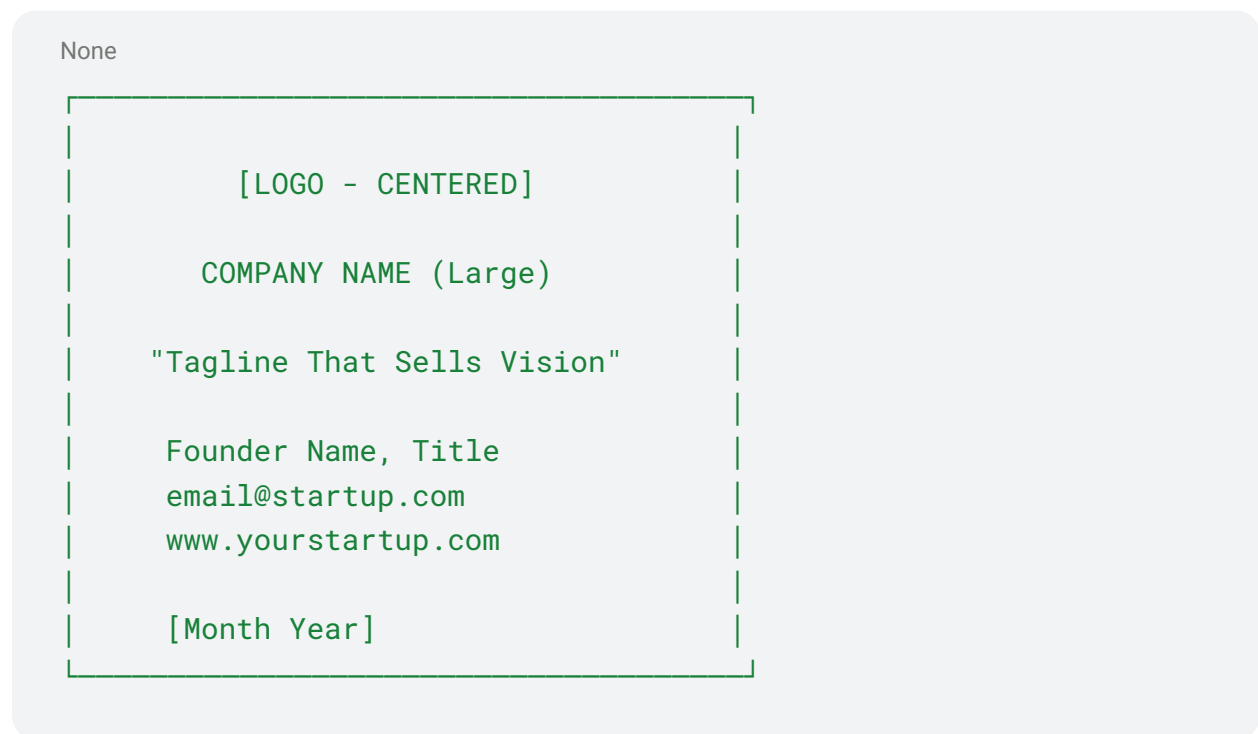 None
[LOGO - CENTERED]
COMPANY NAME (Large)
"Tagline That Sells Vision"
Founder Name, Title
email@startup.com
www.yourstartup.com
[Month Year]